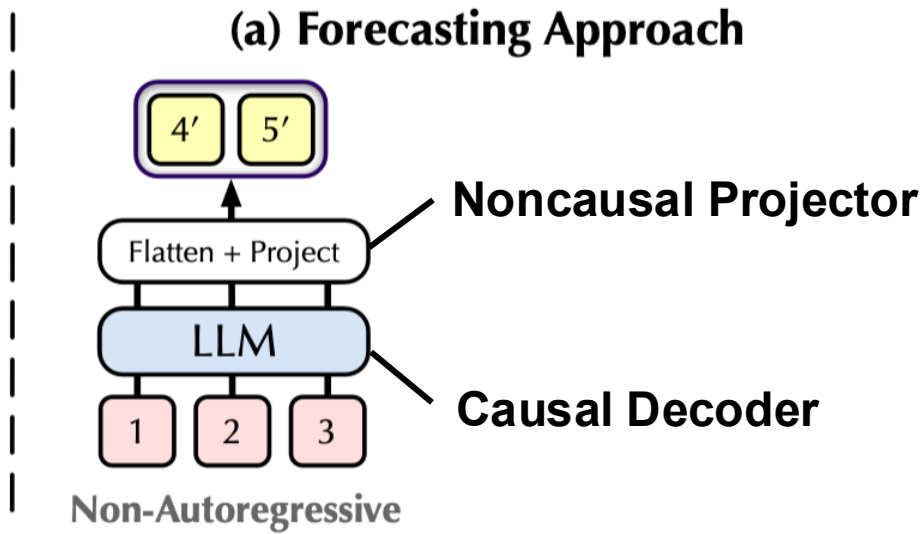 (a) Forecasting Approach
4′ 5′
Noncausal Projector
Flatten + Project
LLM
Causal Decoder
1 2 3
Non-Autoregressive